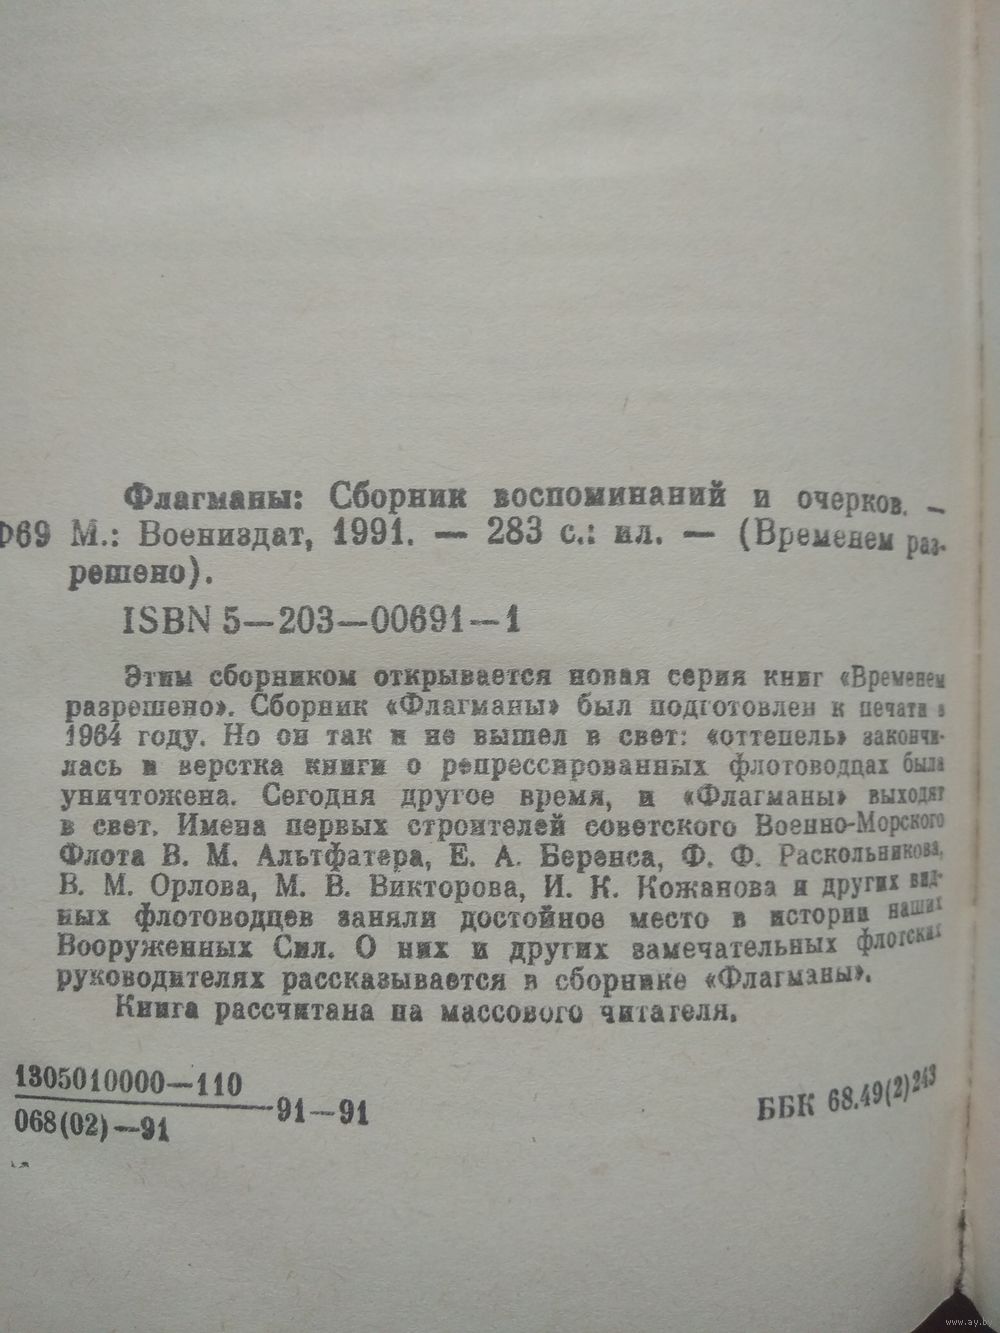 Флагманы: Сборник воспоминаний и очерков. —
Ф69 М.: Воениздат, 1991. — 283 с.: ил. — (Временем раз-
решено).
ISBN 5—203—00691—1
Этим сборником открывается новая серия книг «Временем
разрешено». Сборник «Флагманы» был подготовлен к печати в
1964 году. Но он так и не вышел в свет: «оттепель» закончи-
лась и верстка книги о репрессированных флотоводцах была
уничтожена. Сегодня другое время, и «Флагманы» выходят
в свет. Имена первых строителей советского Военно-Морского
Флота В. М. Альтфатера, Е. А. Беренса, Ф. Ф. Раскольникова,
В. М. Орлова, М. В. Викторова, И. К. Кожанова и других вид-
ных флотоводцев заняли достойное место в истории наших
Вооруженных Сил. О них и других замечательных флотских
руководителях рассказывается в сборнике «Флагманы».
Книга рассчитана на массового читателя.
1305010000—110
068(02)—91
91—91
ББК 68.49(2)243
www.ay.by